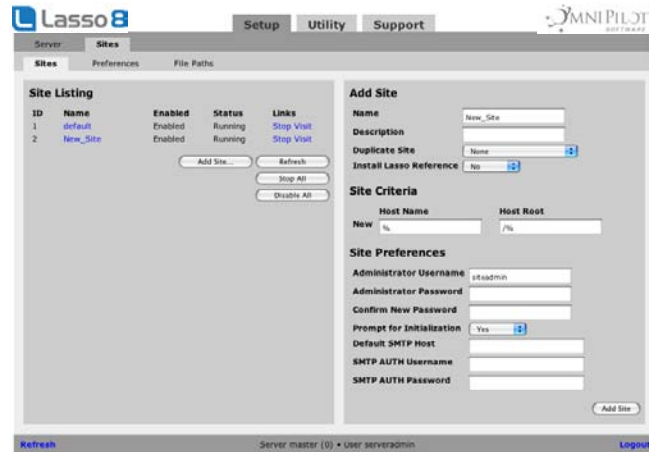 Lasso 8
Setup Utility Support
OMNIPILOT
SOFTWARE
Server Sites
Sites Preferences File Paths
Site Listing
ID Name Enabled Status Links
1 default Enabled Running Stop Visit
2 New_Site Enabled Running Stop Visit
Add Site... Refresh
Stop All
Disable All
Add Site
Name New_Site
Description
Duplicate Site None
Install Lasso Reference No
Site Criteria
Host Name Host Root
New % /%
Site Preferences
Administrator Username siteadmin
Administrator Password
Confirm New Password
Prompt for Initialization Yes
Default SMTP Host
SMTP AUTH Username
SMTP AUTH Password
Add Site
Refresh Server master (0) • User serveradmin Logout